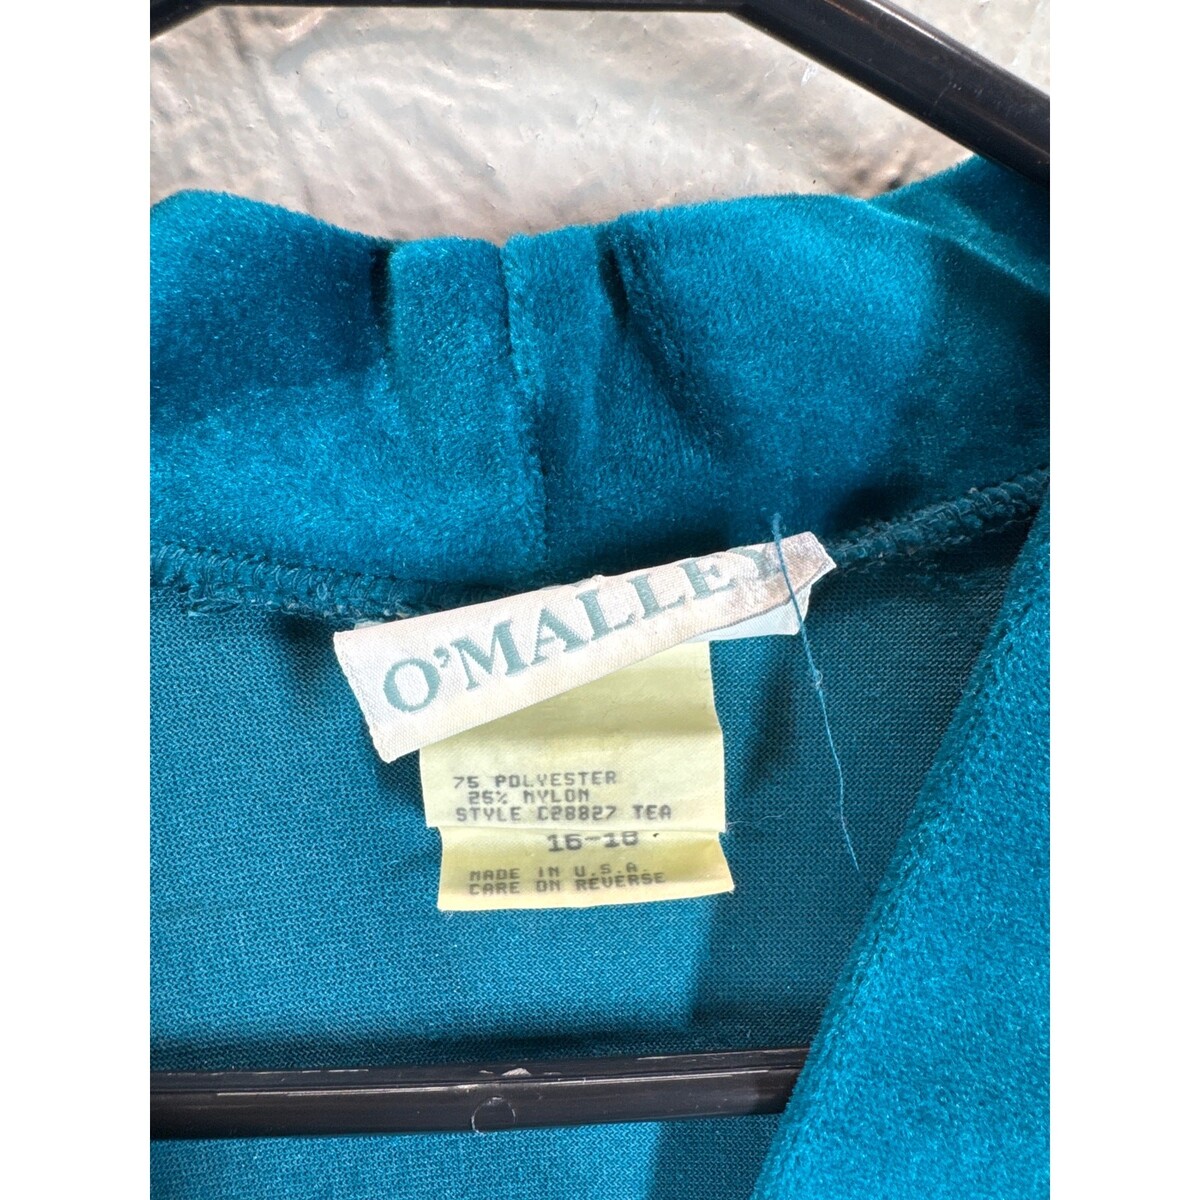 O'MALLEY
75 POLYESTER
25% NYLON
STYLE C28827 TEA
16-18
MADE IN U.S.A.
CARE ON REVERSE